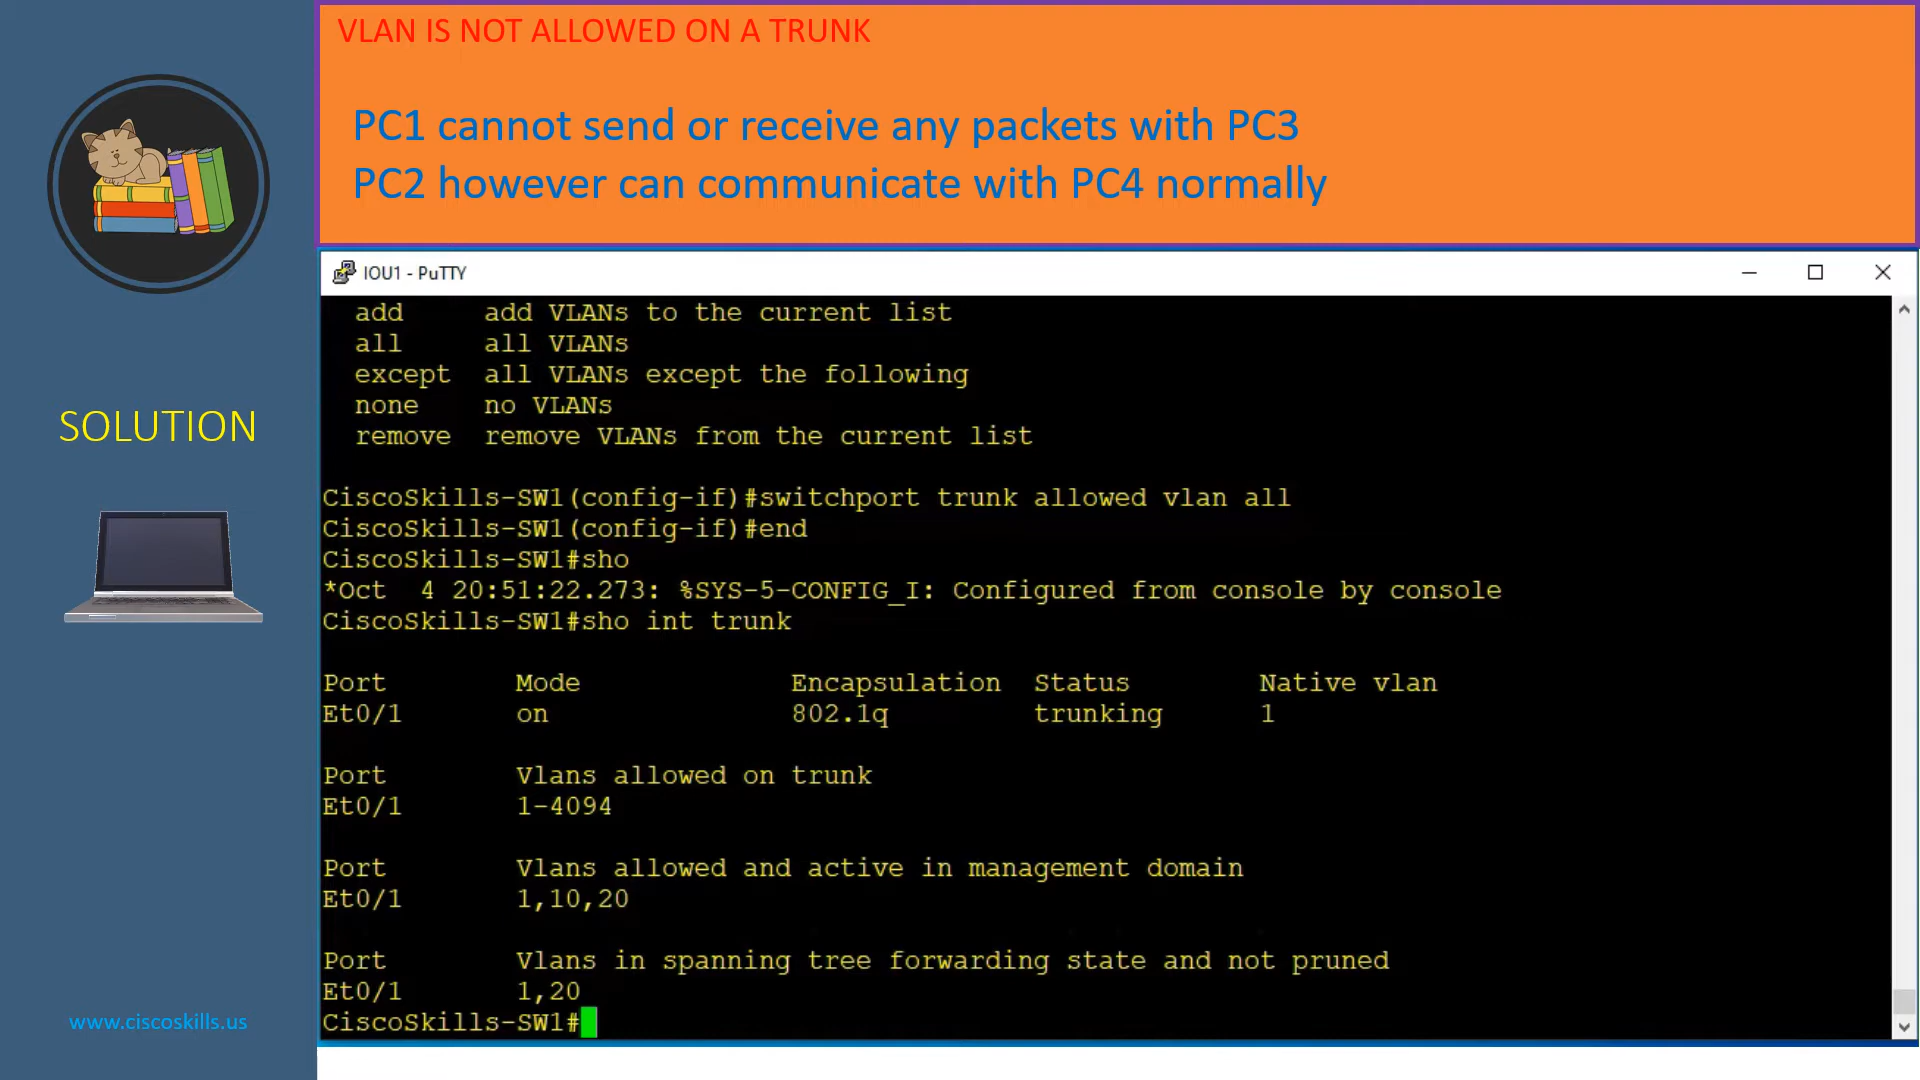 VLAN IS NOT ALLOWED ON A TRUNK
PC1 cannot send or receive any packets with PC3
PC2 however can communicate with PC4 normally
SOLUTION
www.ciscoskills.us
IOU1 - PuTTY
add add VLANs to the current list
all all VLANs
except all VLANs except the following
none no VLANs
remove remove VLANs from the current list
CiscoSkills-SW1(config-if)#switchport trunk allowed vlan all
CiscoSkills-SW1(config-if)#end
CiscoSkills-SW1#sho
*Oct 4 20:51:22.273: %SYS-5-CONFIG_I: Configured from console by console
CiscoSkills-SW1#sho int trunk
Port Mode Encapsulation Status Native vlan
Et0/1 on 802.1q trunking 1
Port Vlans allowed on trunk
Et0/1 1-4094
Port Vlans allowed and active in management domain
Et0/1 1,10,20
Port Vlans in spanning tree forwarding state and not pruned
Et0/1 1,20
CiscoSkills-SW1#